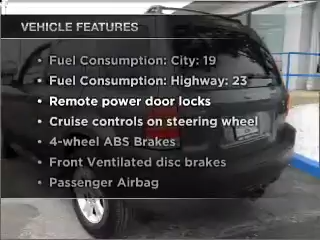 VEHICLE FEATURES
• Fuel Consumption: City: 19
• Fuel Consumption: Highway: 23
• Remote power door locks
• Cruise controls on steering wheel
• 4-wheel ABS Brakes
• Front Ventilated disc brakes
• Passenger Airbag